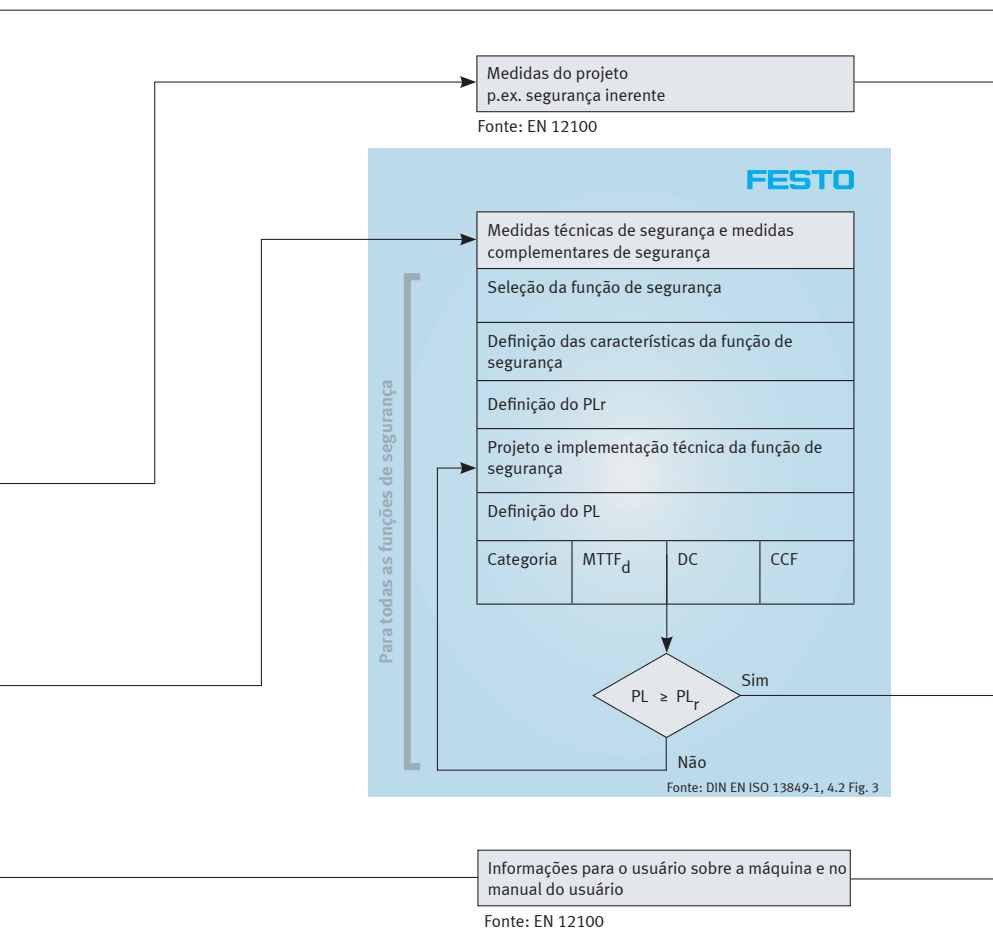 Medidas do projeto
p.ex. segurança inerente
Fonte: EN 12100
FESTO
Medidas técnicas de segurança e medidas
complementares de segurança
Seleção da função de segurança
Definição das características da função de
segurança
Definição do PLr
Projeto e implementação técnica da função de
segurança
Definição do PL
Categoria MTTFd DC CCF
Para todas as funções de segurança
PL ≥ PLr
Sim
Não
Fonte: DIN EN ISO 13849-1, 4.2 Fig. 3
Informações para o usuário sobre a máquina e no
manual do usuário
Fonte: EN 12100